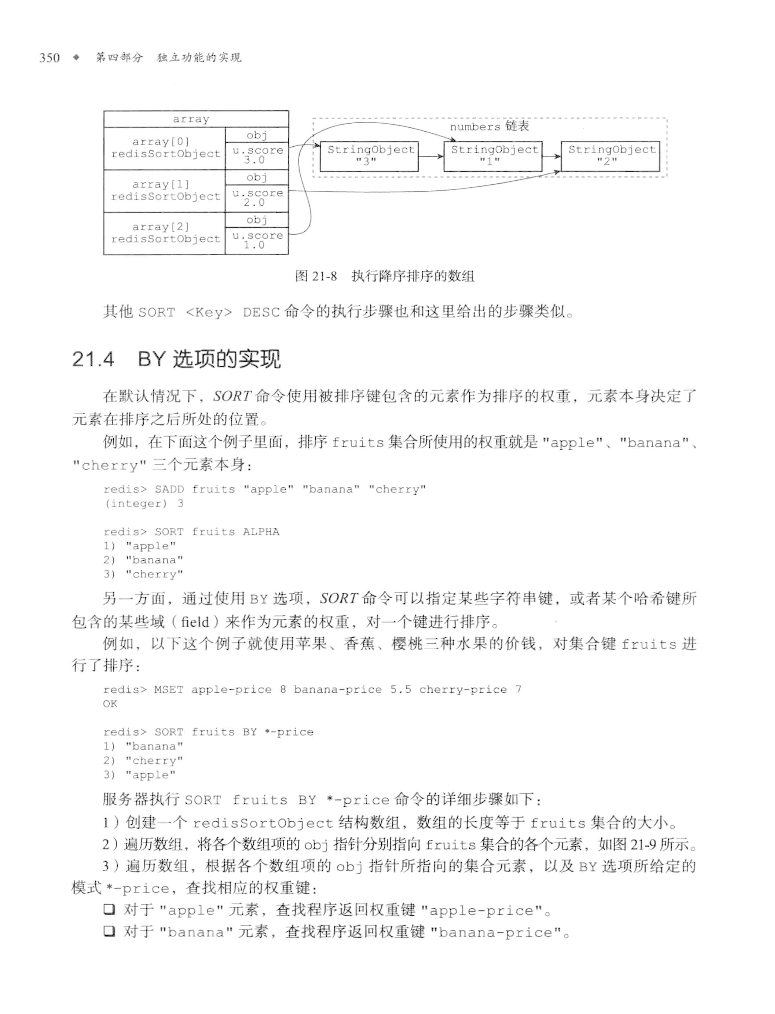 350 ◆ 第四部分 独立功能的实现
array
array[0]
redisSortObject
obj
u.score
3.0
array[1]
redisSortObject
obj
u.score
2.0
array[2]
redisSortObject
obj
u.score
1.0
numbers 链表
StringObject
"3"
StringObject
"1"
StringObject
"2"
图 21-8 执行降序排序的数组
其他 SORT <Key> DESC 命令的执行步骤也和这里给出的步骤类似。
21.4 BY 选项的实现
在默认情况下，SORT 命令使用被排序键包含的元素作为排序的权重，元素本身决定了
元素在排序之后所处的位置。
例如，在下面这个例子里面，排序 fruits 集合所使用的权重就是 "apple"、"banana"、
"cherry" 三个元素本身：
redis> SADD fruits "apple" "banana" "cherry"
(integer) 3
redis> SORT fruits ALPHA
1) "apple"
2) "banana"
3) "cherry"
另一方面，通过使用 BY 选项，SORT 命令可以指定某些字符串键，或者某个哈希键所
包含的某些域（field）来作为元素的权重，对一个键进行排序。
例如，以下这个例子就使用苹果、香蕉、樱桃三种水果的价钱，对集合键 fruits 进
行了排序：
redis> MSET apple-price 8 banana-price 5.5 cherry-price 7
OK
redis> SORT fruits BY *-price
1) "banana"
2) "cherry"
3) "apple"
服务器执行 SORT fruits BY *-price 命令的详细步骤如下：
1）创建一个 redisSortObject 结构数组，数组的长度等于 fruits 集合的大小。
2）遍历数组，将各个数组项的 obj 指针分别指向 fruits 集合的各个元素，如图 21-9 所示。
3）遍历数组，根据各个数组项的 obj 指针所指向的集合元素，以及 BY 选项所给定的
模式 *-price，查找相应的权重键：
❑ 对于 "apple" 元素，查找程序返回权重键 "apple-price"。
❑ 对于 "banana" 元素，查找程序返回权重键 "banana-price"。